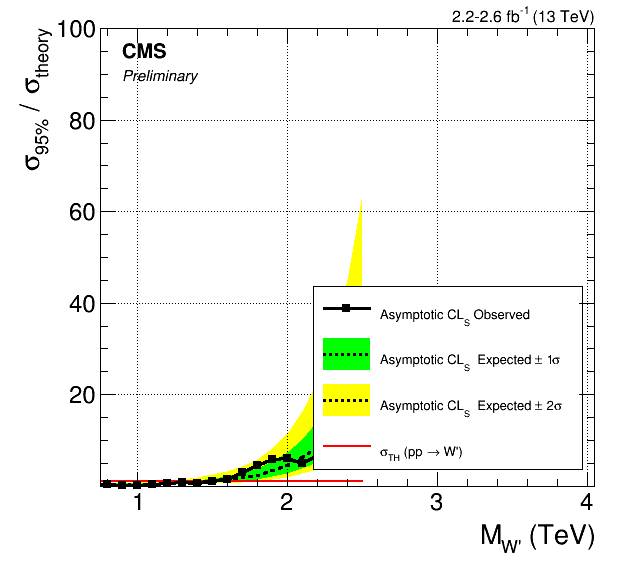 2.2-2.6 fb⁻¹ (13 TeV)
CMS
Preliminary
σ95% / σtheory
100
80
60
40
20
Asymptotic CLS Observed
Asymptotic CLS Expected ± 1σ
Asymptotic CLS Expected ± 2σ
σTH (pp → W')
1 2 3 4
MW' (TeV)